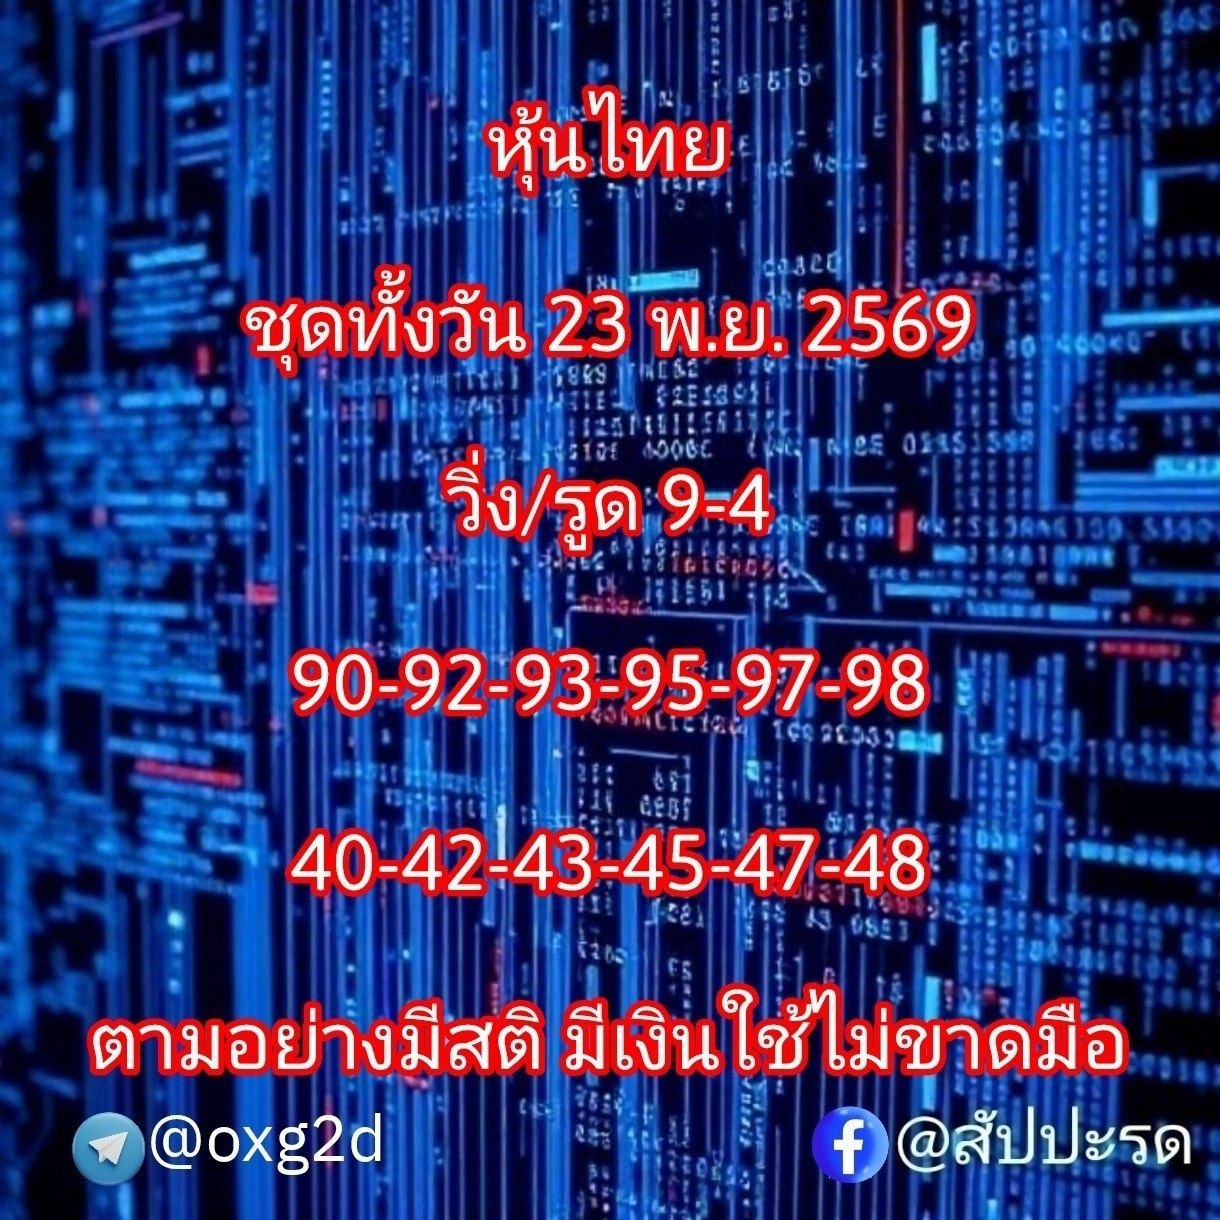 หุ้นไทย
ชุดทั้งวัน 23 พ.ย. 2569
วิ่ง/รูด 9-4
90-92-93-95-97-98
40-42-43-45-47-48
ตามอย่างมีสติ มีเงินใช้ไม่ขาดมือ
@oxg2d
@สัปปะรด